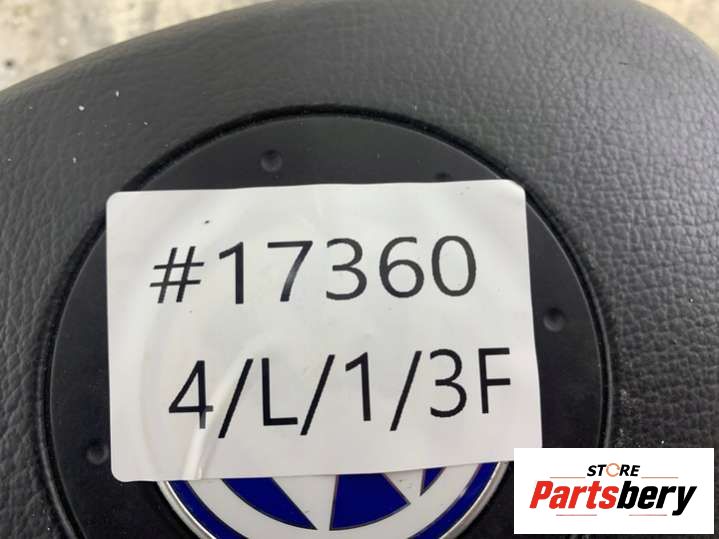 #17360
4/L/1/3F
STORE
Partsbery